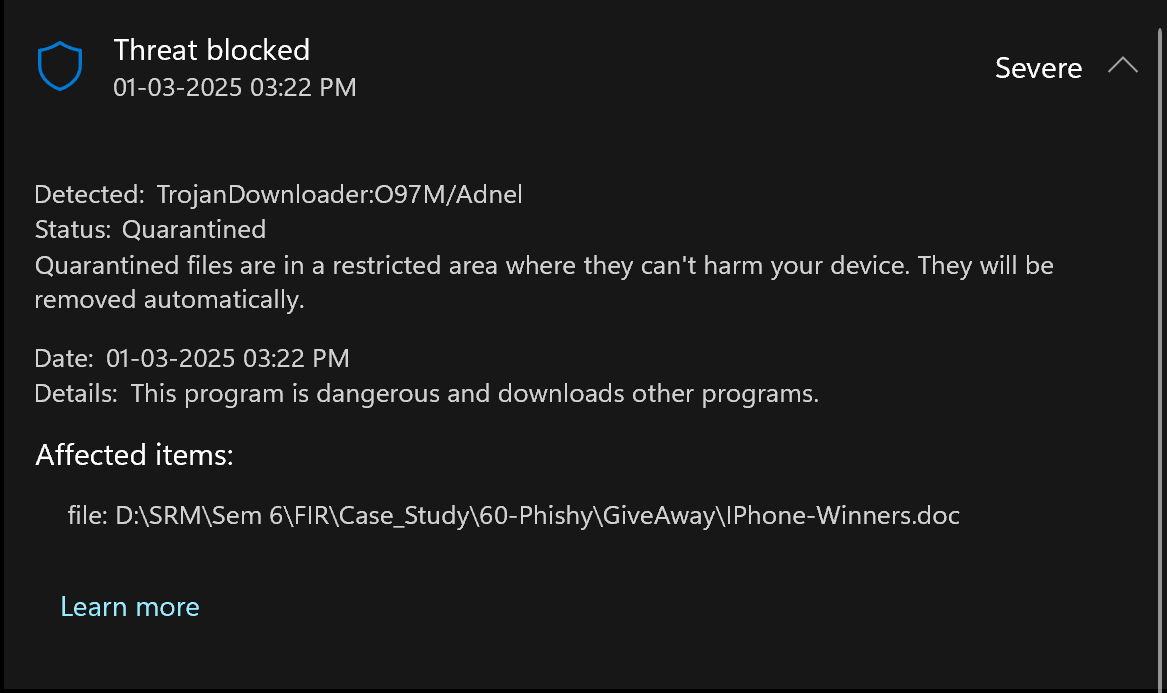 Threat blocked
01-03-2025 03:22 PM
Severe
Detected: TrojanDownloader:O97M/Adnel
Status: Quarantined
Quarantined files are in a restricted area where they can't harm your device. They will be
removed automatically.
Date: 01-03-2025 03:22 PM
Details: This program is dangerous and downloads other programs.
Affected items:
file: D:\SRM\Sem 6\FIR\Case_Study\60-Phishy\GiveAway\IPhone-Winners.doc
Learn more